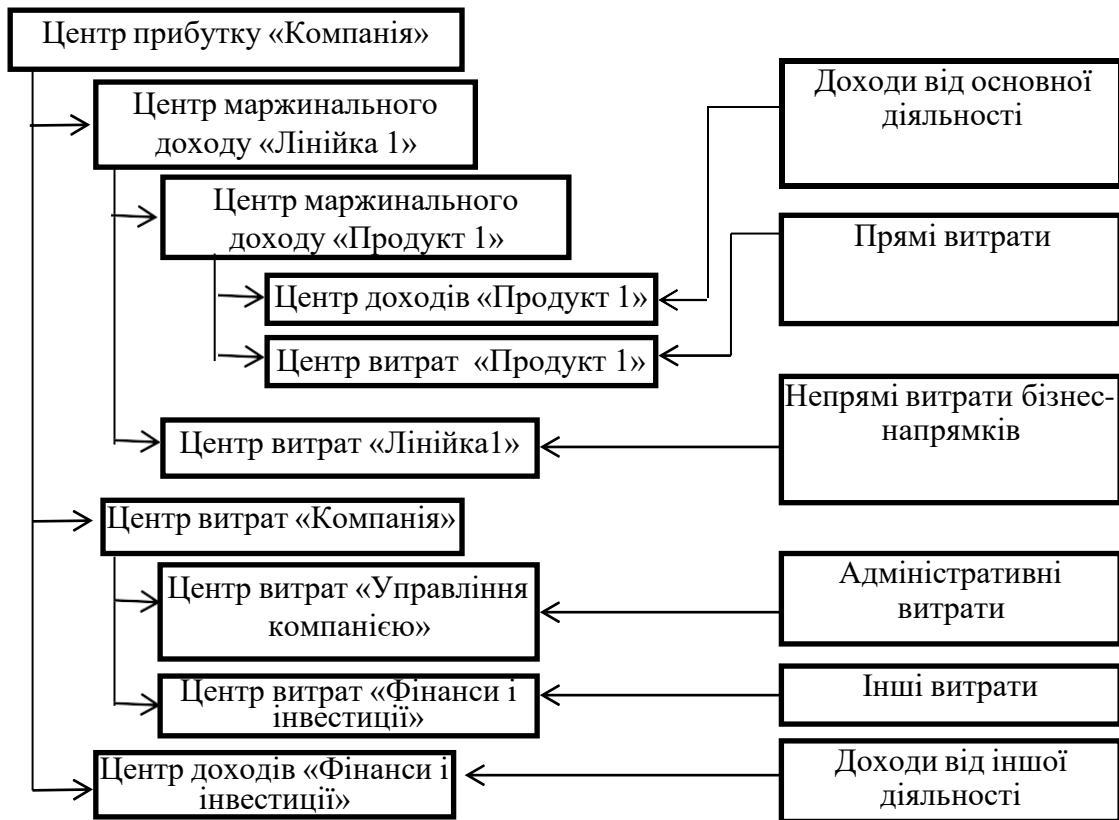 Центр прибутку «Компанія»
Центр маржинального
доходу «Лінійка 1»
Доходи від основної
діяльності
Центр маржинального
доходу «Продукт 1»
Прямі витрати
Центр доходів «Продукт 1»
Центр витрат «Продукт 1»
Непрямі витрати бізнес-
напрямків
Центр витрат «Лінійка1»
Центр витрат «Компанія»
Центр витрат «Управління
компанією»
Адміністративні
витрати
Центр витрат «Фінанси і
інвестиції»
Інші витрати
Центр доходів «Фінанси і
інвестиції»
Доходи від іншої
діяльності